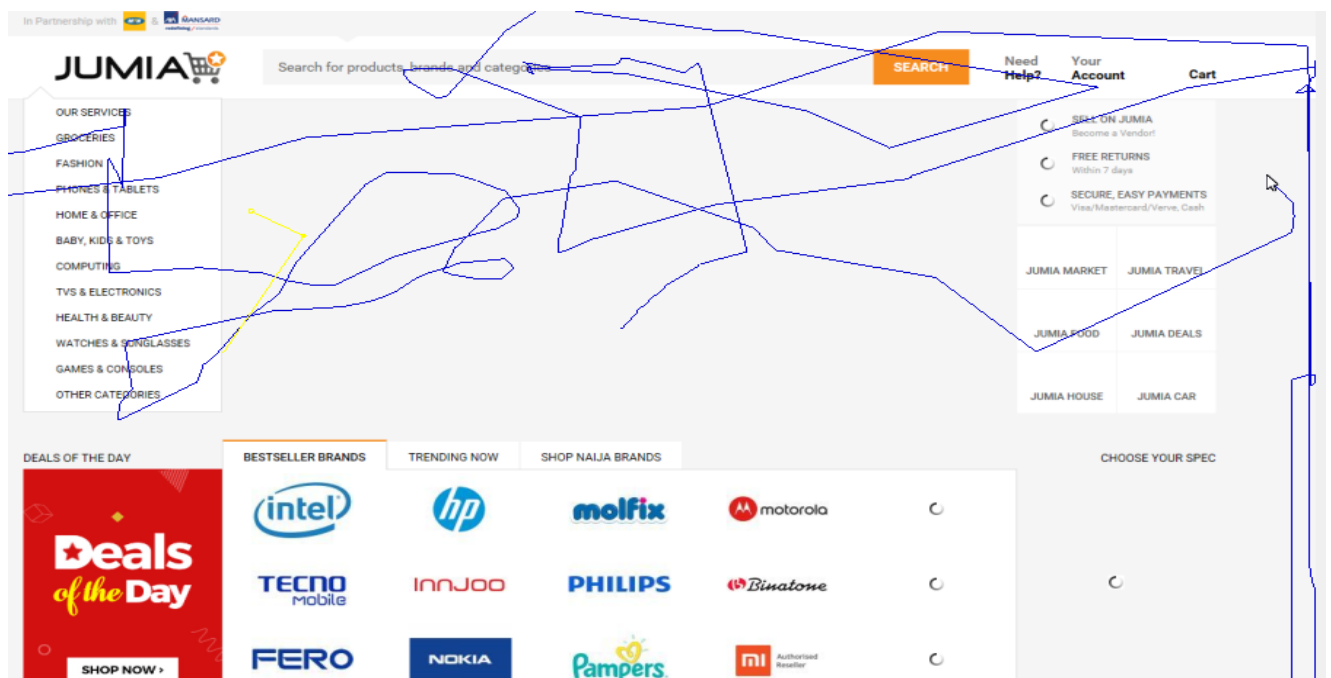 In Partnership with MTN & AXA MANSARD
redefining / insurance
JUMIA
Search for products, brands and categories
SEARCH
Need
Help?
Your
Account
Cart
OUR SERVICES
GROCERIES
FASHION
PHONES & TABLETS
HOME & OFFICE
BABY, KIDS & TOYS
COMPUTING
TVS & ELECTRONICS
HEALTH & BEAUTY
WATCHES & SUNGLASSES
GAMES & CONSOLES
OTHER CATEGORIES
SELL ON JUMIA
Become a Vendor!
FREE RETURNS
Within 7 days
SECURE, EASY PAYMENTS
Visa/Mastercard/Verve, Cash
JUMIA MARKET JUMIA TRAVEL
JUMIA FOOD JUMIA DEALS
JUMIA HOUSE JUMIA CAR
DEALS OF THE DAY
BESTSELLER BRANDS TRENDING NOW SHOP NAIJA BRANDS
CHOOSE YOUR SPEC
Deals
of the Day
SHOP NOW ›
intel hp molfix motorola
TECNO
mobile
InnJoo PHILIPS Binatone
FERO NOKIA Pampers mi Authorised
Reseller